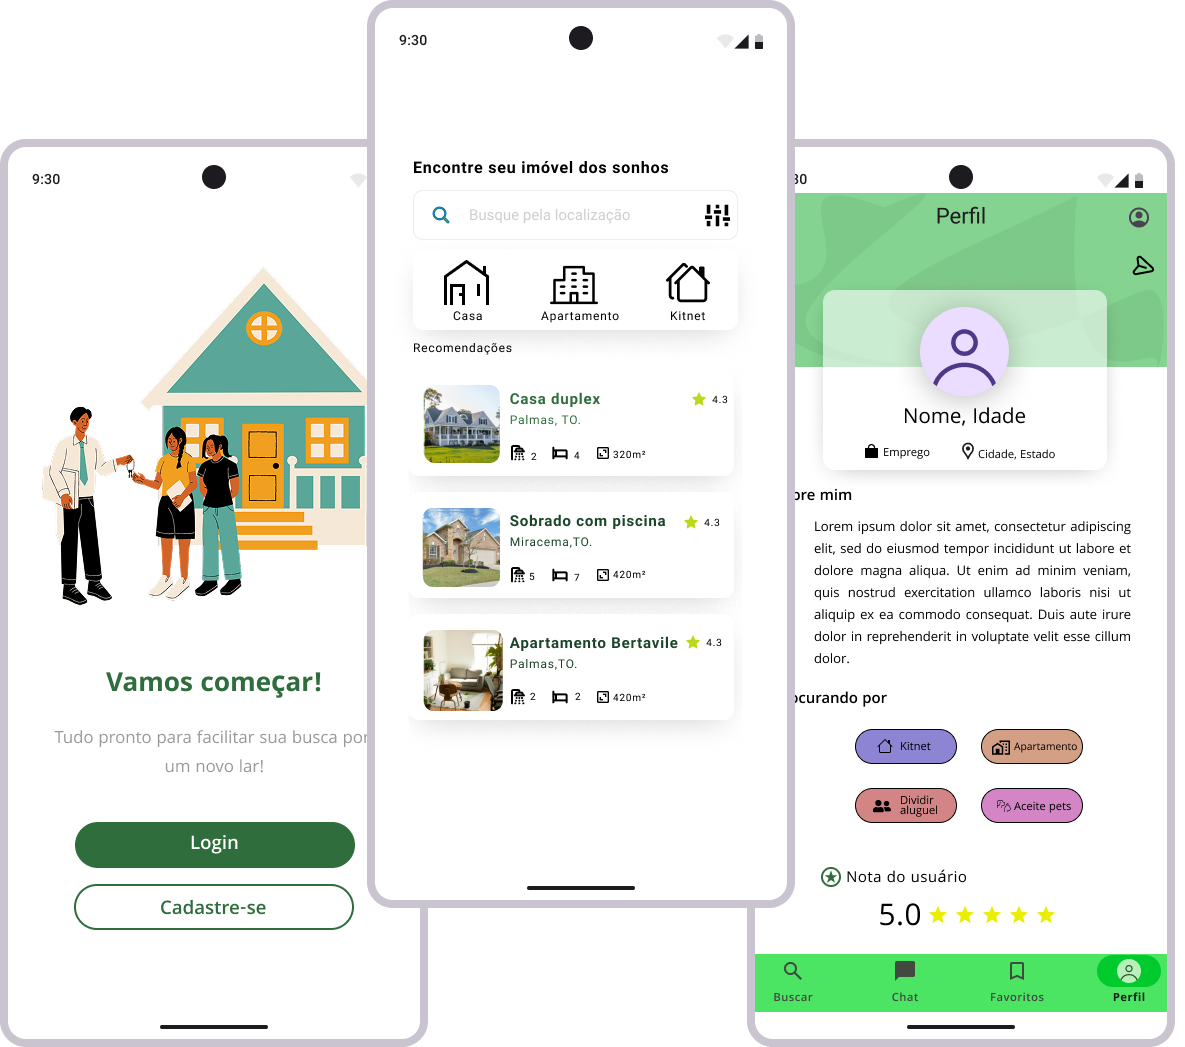 9:30
Vamos começar!
Tudo pronto para facilitar sua busca por
um novo lar!
Login
Cadastre-se
9:30
Encontre seu imóvel dos sonhos
Busque pela localização
Casa
Apartamento
Kitnet
Recomendações
Casa duplex
4.3
Palmas, TO.
2
4
320m²
Sobrado com piscina
4.3
Miracema,TO.
5
7
420m²
Apartamento Bertavile
4.3
Palmas,TO.
2
2
420m²
30
Perfil
Nome, Idade
Emprego
Cidade, Estado
bre mim
Lorem ipsum dolor sit amet, consectetur adipiscing
elit, sed do eiusmod tempor incididunt ut labore et
dolore magna aliqua. Ut enim ad minim veniam,
quis nostrud exercitation ullamco laboris nisi ut
aliquip ex ea commodo consequat. Duis aute irure
dolor in reprehenderit in voluptate velit esse cillum
dolor.
ocurando por
Kitnet
Apartamento
Dividir
aluguel
Aceite pets
Nota do usuário
5.0
Buscar
Chat
Favoritos
Perfil